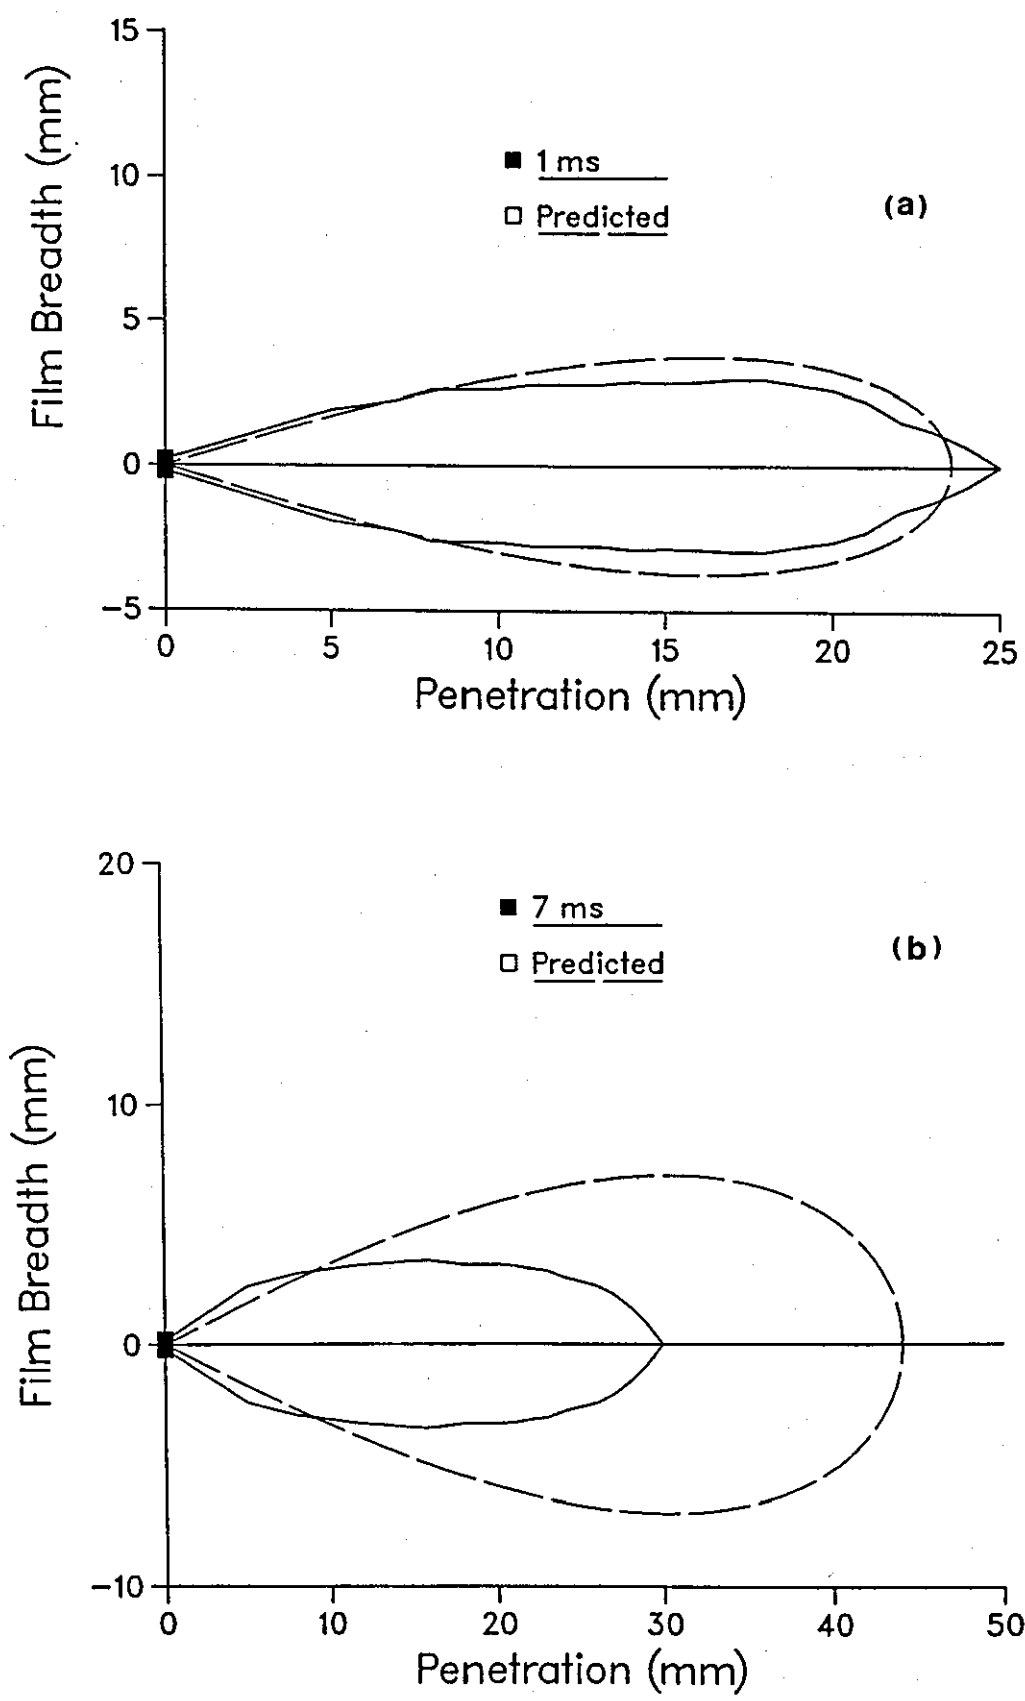 15
10
5
0
−5
Film Breadth (mm)
1 ms
Predicted
(a)
0 5 10 15 20 25
Penetration (mm)
20
10
0
−10
Film Breadth (mm)
7 ms
Predicted
(b)
0 10 20 30 40 50
Penetration (mm)